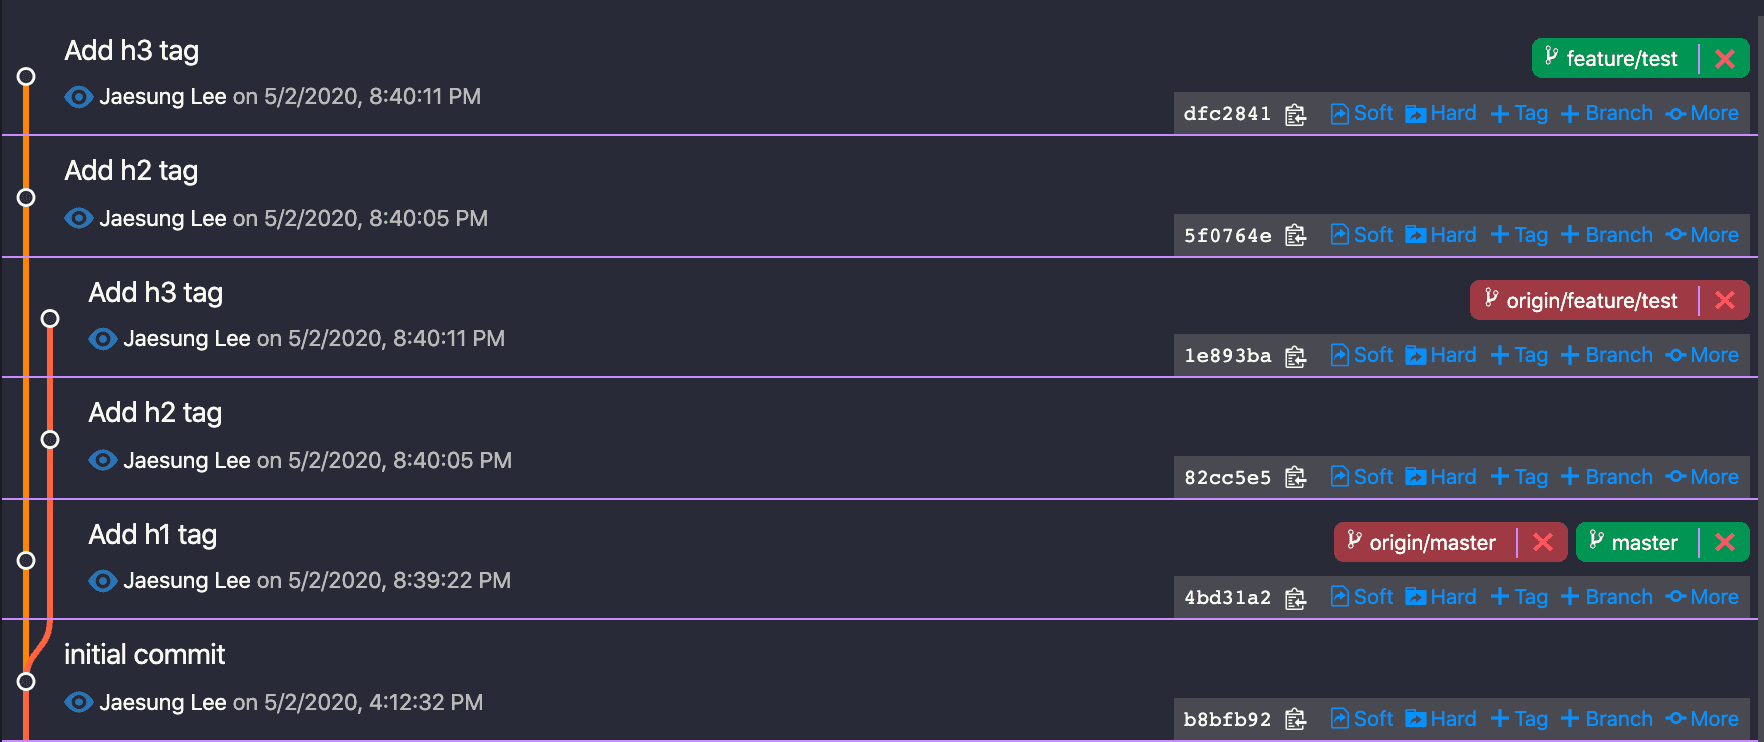 Add h3 tag
feature/test
Jaesung Lee on 5/2/2020, 8:40:11 PM
dfc2841 Soft Hard Tag Branch More
Add h2 tag
Jaesung Lee on 5/2/2020, 8:40:05 PM
5f0764e Soft Hard Tag Branch More
Add h3 tag
origin/feature/test
Jaesung Lee on 5/2/2020, 8:40:11 PM
1e893ba Soft Hard Tag Branch More
Add h2 tag
Jaesung Lee on 5/2/2020, 8:40:05 PM
82cc5e5 Soft Hard Tag Branch More
Add h1 tag
origin/master master
Jaesung Lee on 5/2/2020, 8:39:22 PM
4bd31a2 Soft Hard Tag Branch More
initial commit
Jaesung Lee on 5/2/2020, 4:12:32 PM
b8bfb92 Soft Hard Tag Branch More